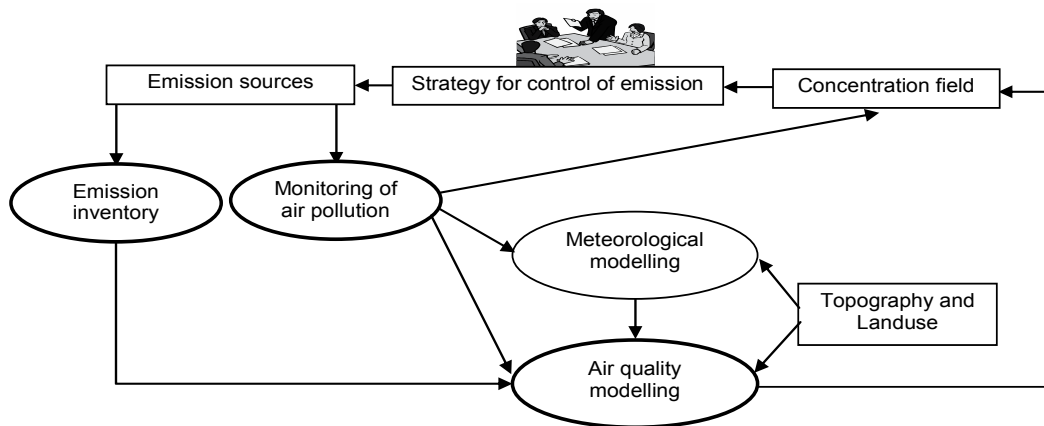 Emission sources
Strategy for control of emission
Concentration field
Emission
inventory
Monitoring of
air pollution
Meteorological
modelling
Topography and
Landuse
Air quality
modelling